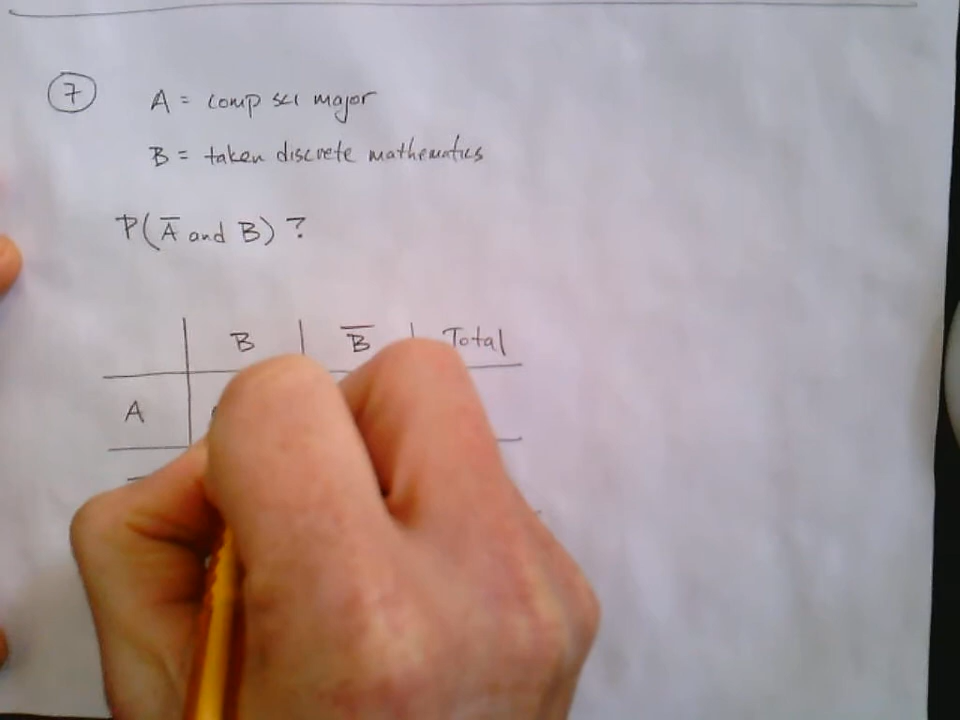 7 A = comp sci major
B = taken discrete mathematics
P(A̅ and B) ?
B B̅ Total
A